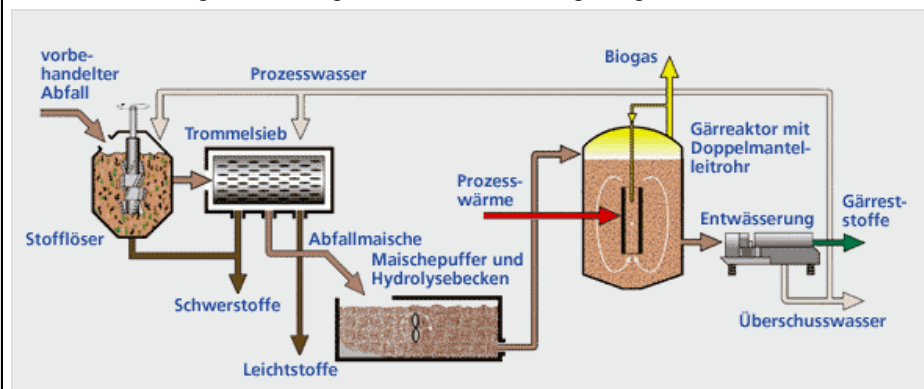 vorbe-
handelter
Abfall
Prozesswasser
Biogas
Trommelsieb
Gärreaktor mit
Doppelmantel-
leitrohr
Prozess-
wärme
Gärrest-
stoffe
Entwässerung
Stofflöser
Abfallmaische
Maischepuffer und
Hydrolysebecken
Schwerstoffe
Überschusswasser
Leichtstoffe